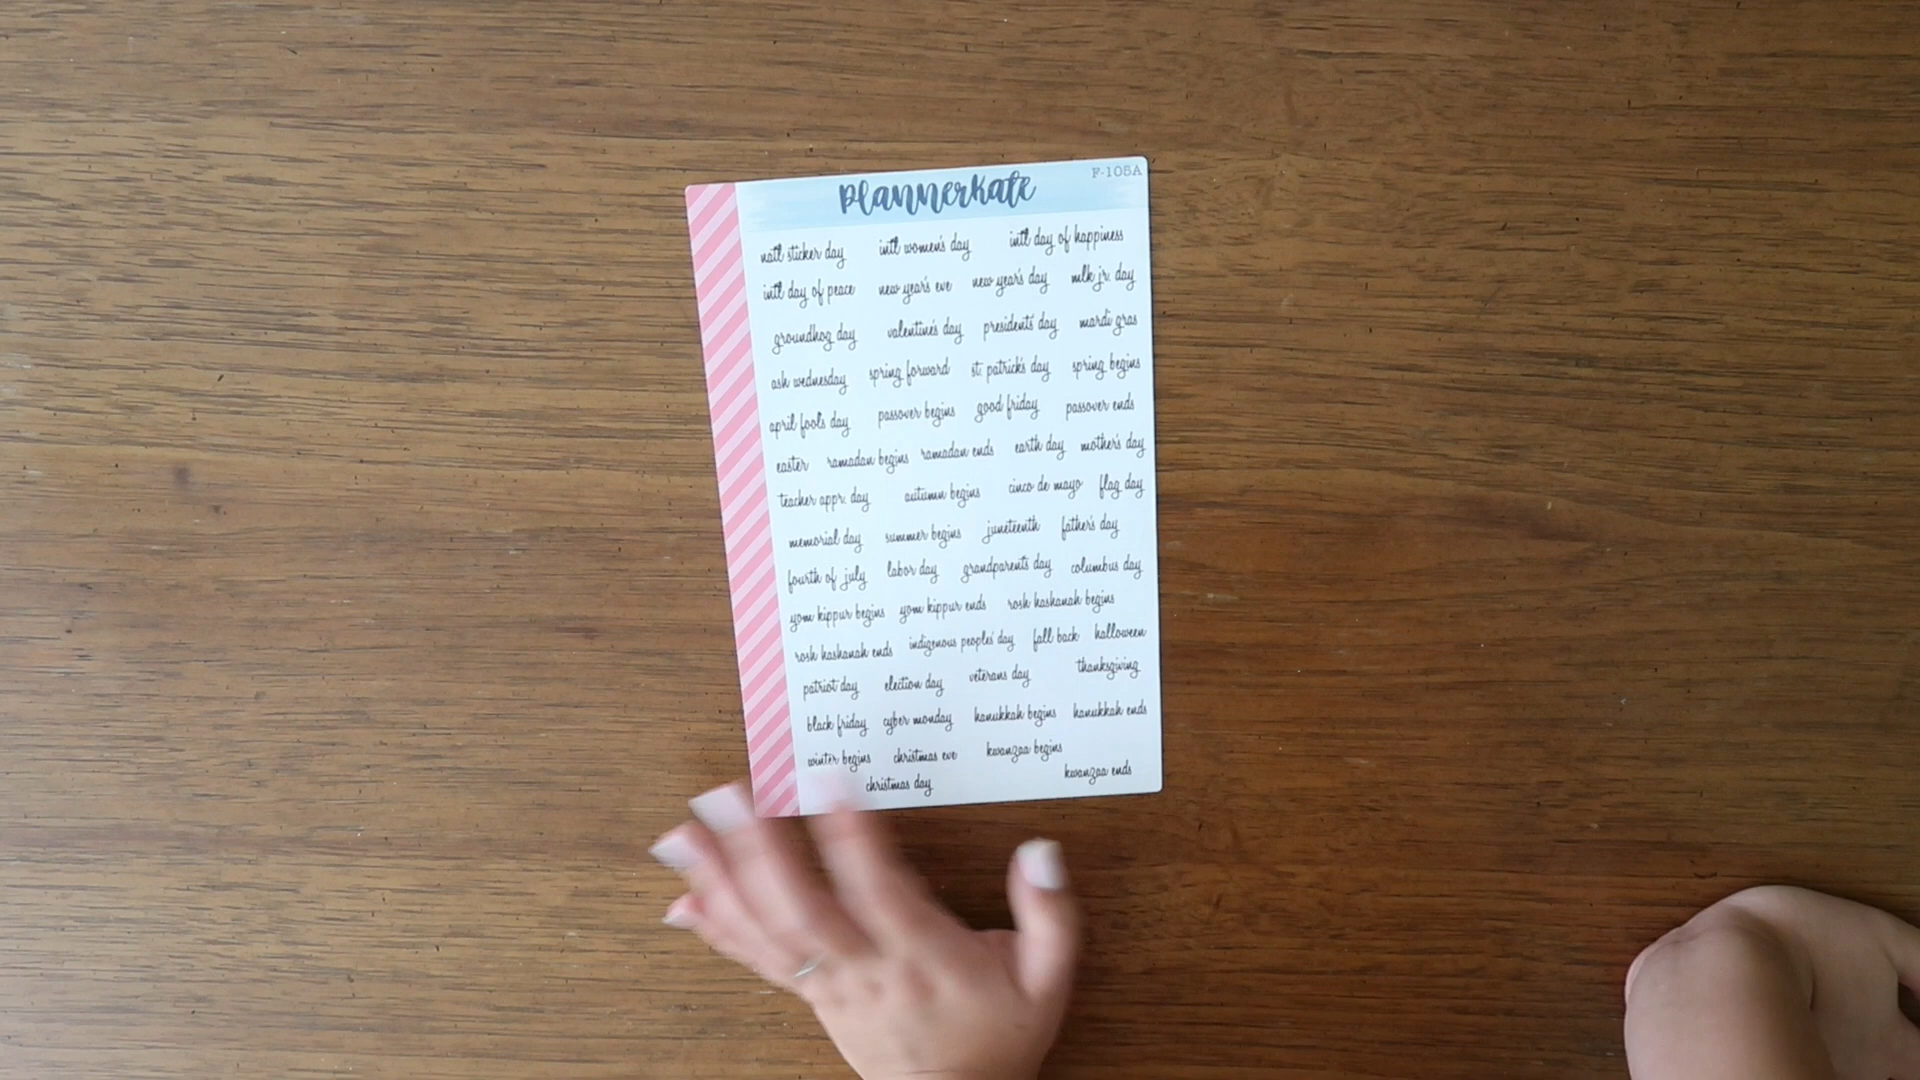 F-105A
PlannerKate
nat'l sticker day int'l women's day int'l day of happiness
int'l day of peace new year's eve new year's day mlk jr. day
groundhog day valentine's day presidents' day mardi gras
ash wednesday spring forward st. patrick's day spring begins
april fool's day passover begins good friday passover ends
easter ramadan begins ramadan ends earth day mother's day
teacher appr. day autumn begins cinco de mayo flag day
memorial day summer begins juneteenth father's day
fourth of july labor day grandparent's day columbus day
yom kippur begins yom kippur ends rosh hashanah begins
rosh hashanah ends indigenous peoples' day fall back halloween
patriot day election day veterans day thanksgiving
black friday cyber monday hanukkah begins hanukkah ends
winter begins christmas eve kwanzaa begins
christmas day kwanzaa ends